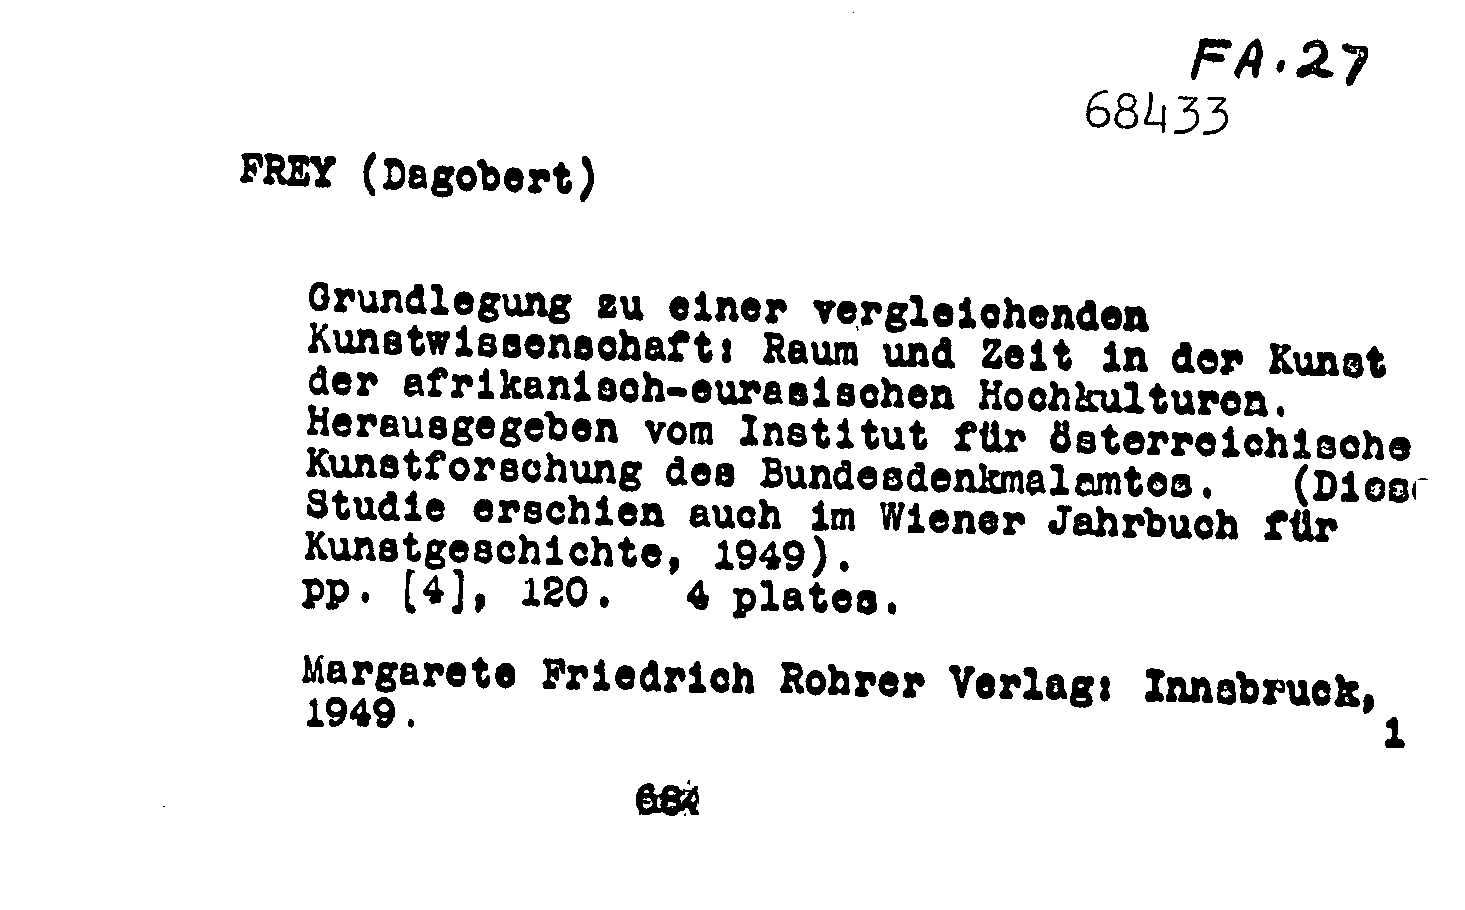 FA.27
68433
FREY (Dagobert)
Grundlegung zu einer vergleichenden
Kunstwissenschaft: Raum und Zeit in der Kunst
der afrikanisch-eurasischen Hochkulturen.
Herausgegeben vom Institut für österreichische
Kunstforschung des Bundesdenkmalamtes. (Diese
Studie erschien auch im Wiener Jahrbuch für
Kunstgeschichte, 1949).
pp. [4], 120. 4 plates.
Margarete Friedrich Rohrer Verlag: Innsbruck,
1949.
1